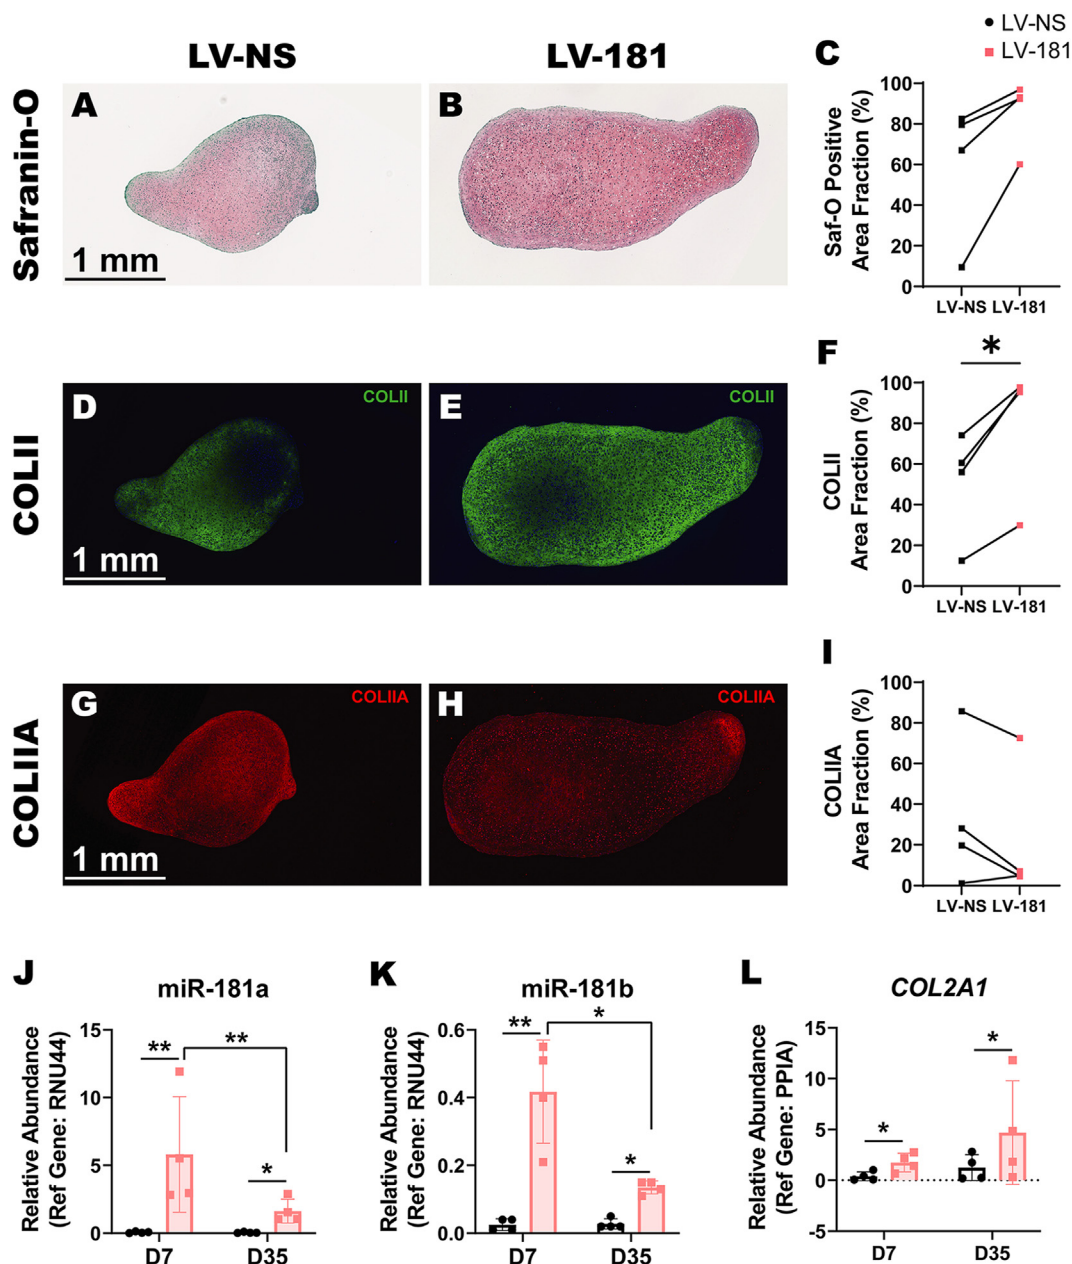 LV-NS
LV-181
LV-NS
LV-181
Safranin-O
A
1 mm
B
C
Saf-O Positive
Area Fraction (%)
100
80
60
40
20
0
LV-NS LV-181
COLII
D
COLII
1 mm
E
COLII
F
*
COLII
Area Fraction (%)
100
80
60
40
20
0
LV-NS LV-181
COLIIA
G
COLIIA
1 mm
H
COLIIA
I
COLIIA
Area Fraction (%)
100
80
60
40
20
0
LV-NS LV-181
J
miR-181a
Relative Abundance
(Ref Gene: RNU44)
15
10
5
0
**
**
*
D7
D35
K
miR-181b
Relative Abundance
(Ref Gene: RNU44)
0.6
0.4
0.2
0.0
**
*
*
D7
D35
L
COL2A1
Relative Abundance
(Ref Gene: PPIA)
15
10
5
0
-5
*
*
D7
D35